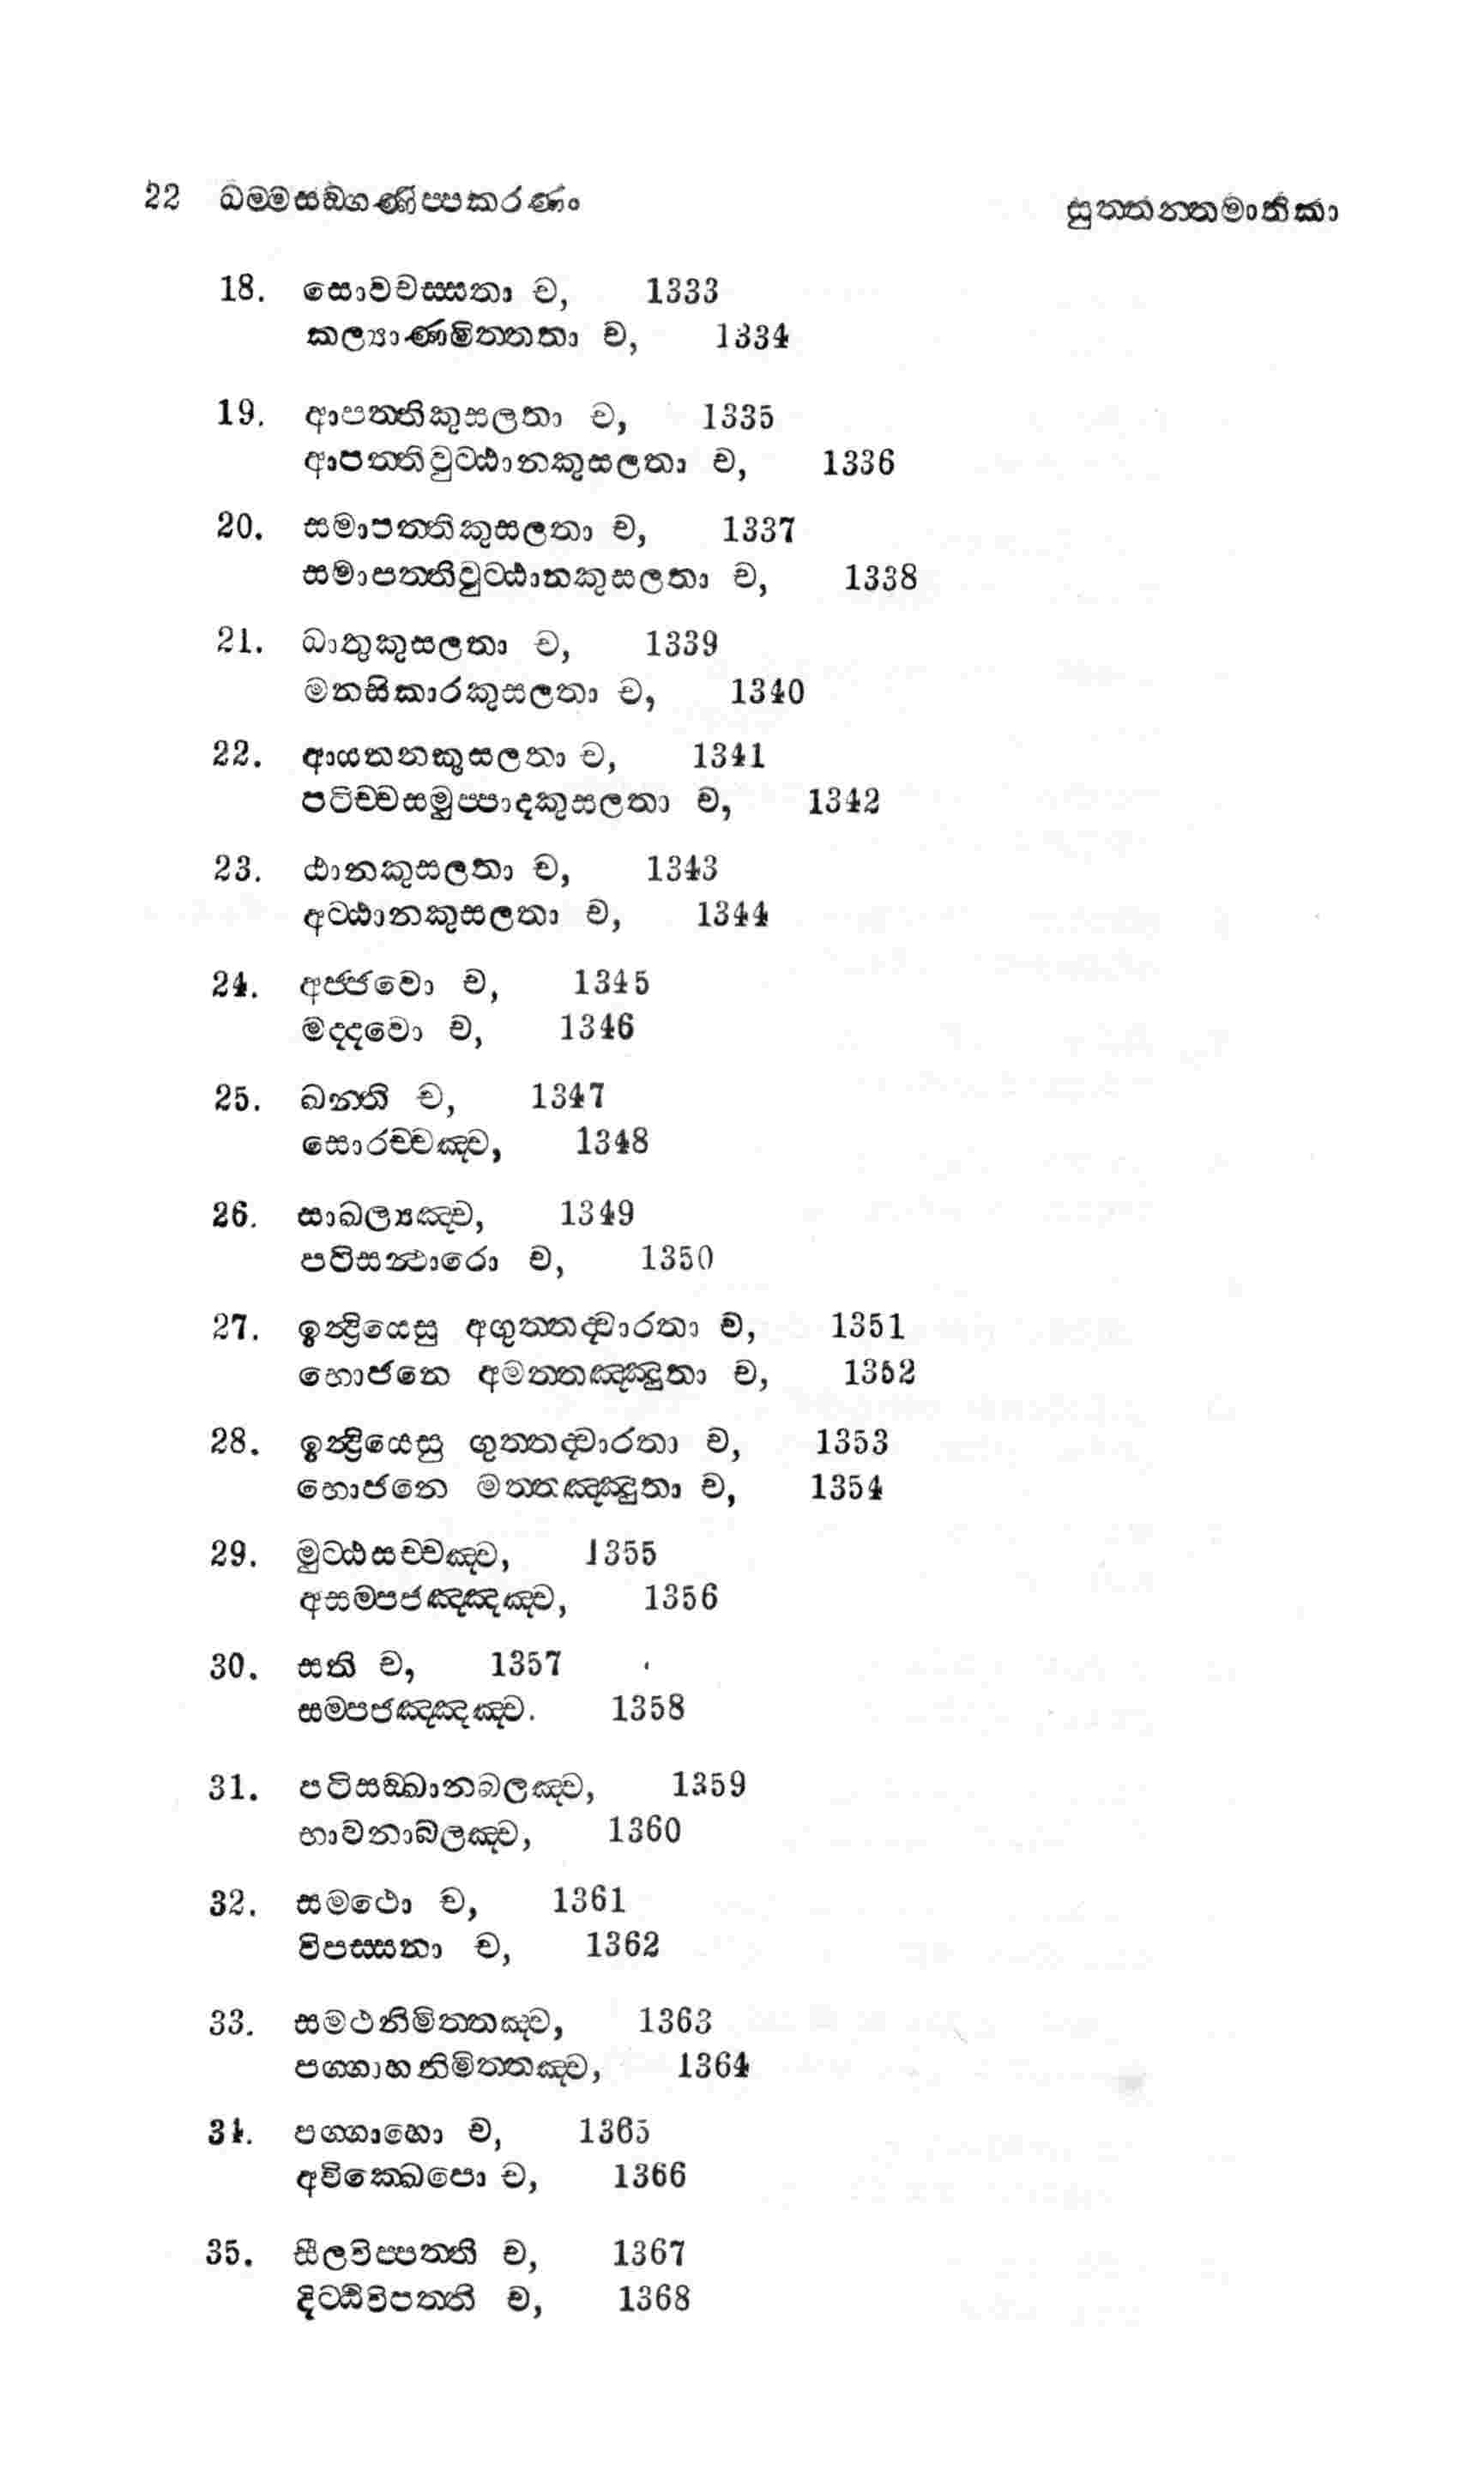 22 ධම්මසඞ්ගණිප්පකරණං
සුත්තන්තමාතිකා
18. සොවචස්සතා ච, 1333
කල්‍යාණමිත්තතා ච, 1334
19. ආපත්තිකුසලතා ච, 1335
ආපත්තිවුට්ඨානකුසලතා ච, 1336
20. සමාපත්තිකුසලතා ච, 1337
සමාපත්තිවුට්ඨානකුසලතා ච, 1338
21. ධාතුකුසලතා ච, 1339
මනසිකාරකුසලතා ච, 1340
22. ආයතනකුසලතා ච, 1341
පටිච්චසමුප්පාදකුසලතා ච, 1342
23. ඨානකුසලතා ච, 1343
අට්ඨානකුසලතා ච, 1344
24. අජ්ජවො ච, 1345
මද්දවො ච, 1346
25. ඛන්ති ච, 1347
සොරච්චඤ්ච, 1348
26. සාඛල්‍යඤ්ච, 1349
පටිසන්ථාරො ච, 1350
27. ඉන්ද්‍රියෙසු අගුත්තද්වාරතා ච, 1351
භොජනෙ අමත්තඤ්ඤුතා ච, 1352
28. ඉන්ද්‍රියෙසු ගුත්තද්වාරතා ච, 1353
භොජනෙ මත්තඤ්ඤුතා ච, 1354
29. මුට්ඨසච්චඤ්ච, 1355
අසම්පජඤ්ඤඤ්ච, 1356
30. සති ච, 1357
සම්පජඤ්ඤඤ්ච. 1358
31. පටිසඞ්ඛානබලඤ්ච, 1359
භාවනාබලඤ්ච, 1360
32. සමථො ච, 1361
විපස්සනා ච, 1362
33. සමථනිමිත්තඤ්ච, 1363
පග්ගාහනිමිත්තඤ්ච, 1364
34. පග්ගාහො ච, 1365
අවික්ඛෙපො ච, 1366
35. සීලවිප්පත්ති ච, 1367
දිට්ඨිවිපත්ති ච, 1368